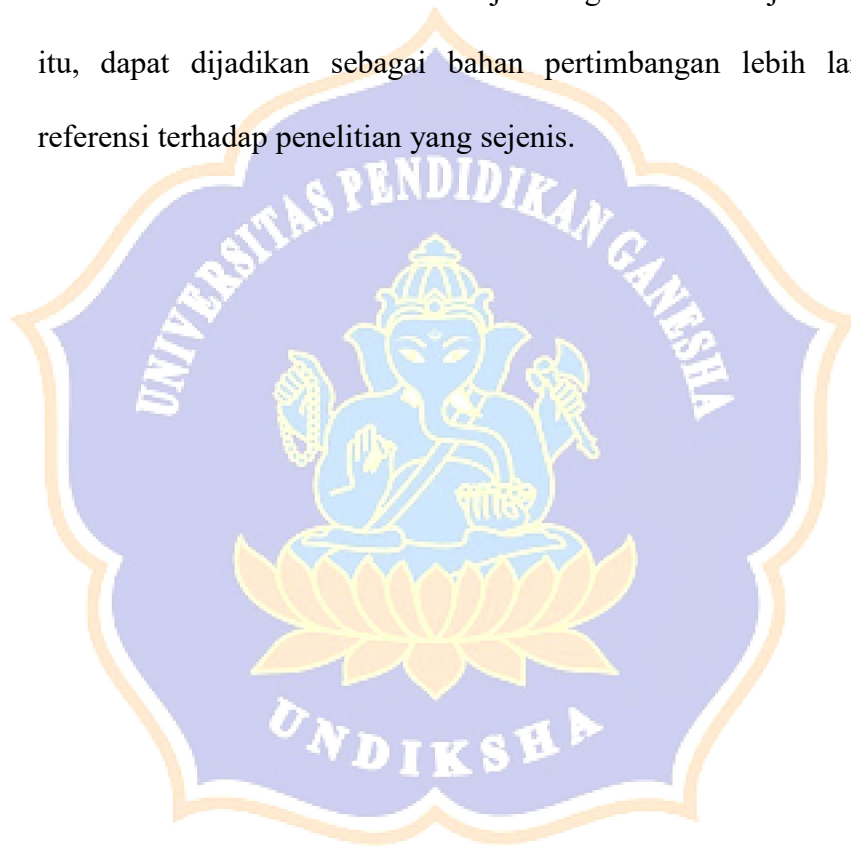 itu, dapat dijadikan sebagai bahan pertimbangan lebih
referensi terhadap penelitian yang sejenis.
UNIVERSITAS PENDIDIKAN GANESHA
UNDIKSHA